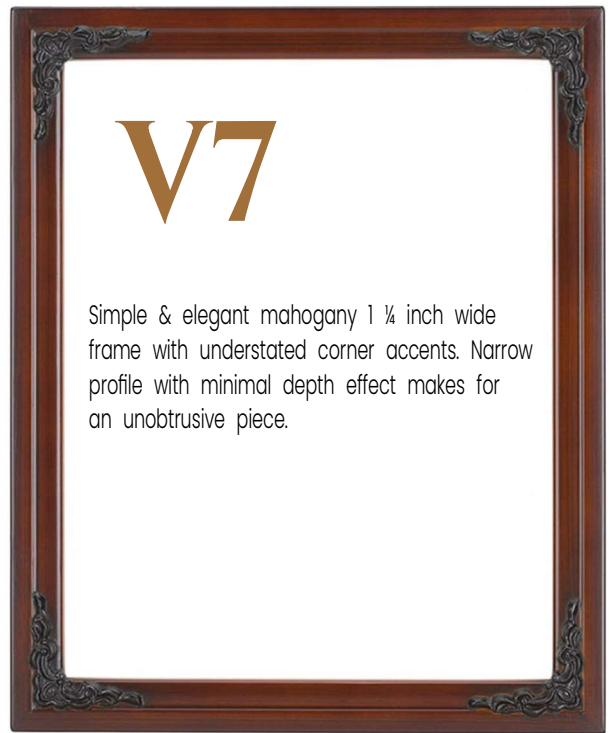 V7
Simple & elegant mahogany 1 ¼ inch wide
frame with understated corner accents. Narrow
profile with minimal depth effect makes for
an unobtrusive piece.